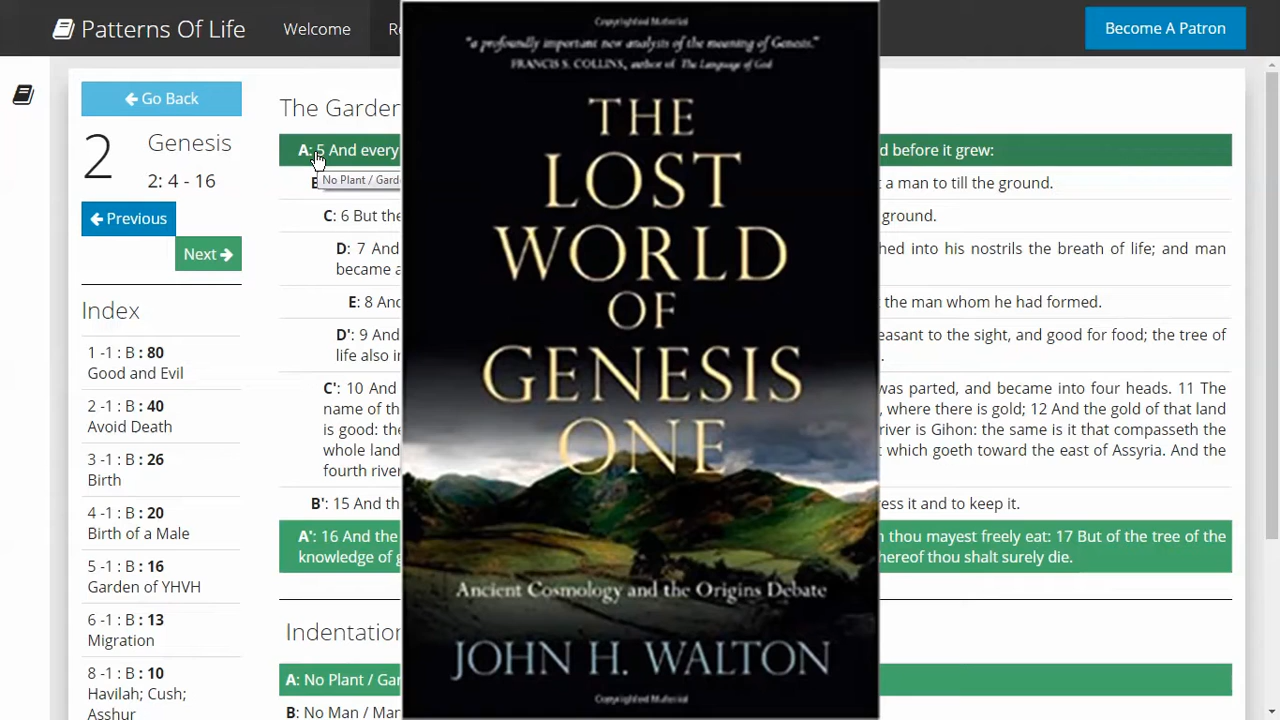 Patterns Of Life
Welcome
Become A Patron
Go Back
2
Genesis
2: 4 - 16
Previous
Next
Index
1 -1 : B : 80
Good and Evil
2 -1 : B : 40
Avoid Death
3 -1 : B : 26
Birth
4 -1 : B : 20
Birth of a Male
5 -1 : B : 16
Garden of YHVH
6 -1 : B : 13
Migration
8 -1 : B : 10
Havilah; Cush;
Asshur
The Garden
A: 5 And every
d before it grew:
No Plant / Gard
a man to till the ground.
C: 6 But the
ground.
D: 7 And
hed into his nostrils the breath of life; and man
became a
E: 8 And
the man whom he had formed.
D': 9 And
easant to the sight, and good for food; the tree of
life also i
C': 10 And
was parted, and became into four heads. 11 The
name of th
, where there is gold; 12 And the gold of that land
is good: the
river is Gihon: the same is it that compasseth the
whole land
t which goeth toward the east of Assyria. And the
fourth river
B': 15 And th
ress it and to keep it.
A': 16 And the
n thou mayest freely eat: 17 But of the tree of the
knowledge of g
hereof thou shalt surely die.
Indentation
A: No Plant / Gar
B: No Man / Man
Copyrighted Material
"a profoundly important new analysis of the meaning of Genesis."
FRANCIS S. COLLINS, author of The Language of God
THE
LOST
WORLD
OF
GENESIS
ONE
Ancient Cosmology and the Origins Debate
JOHN H. WALTON
Copyrighted Material